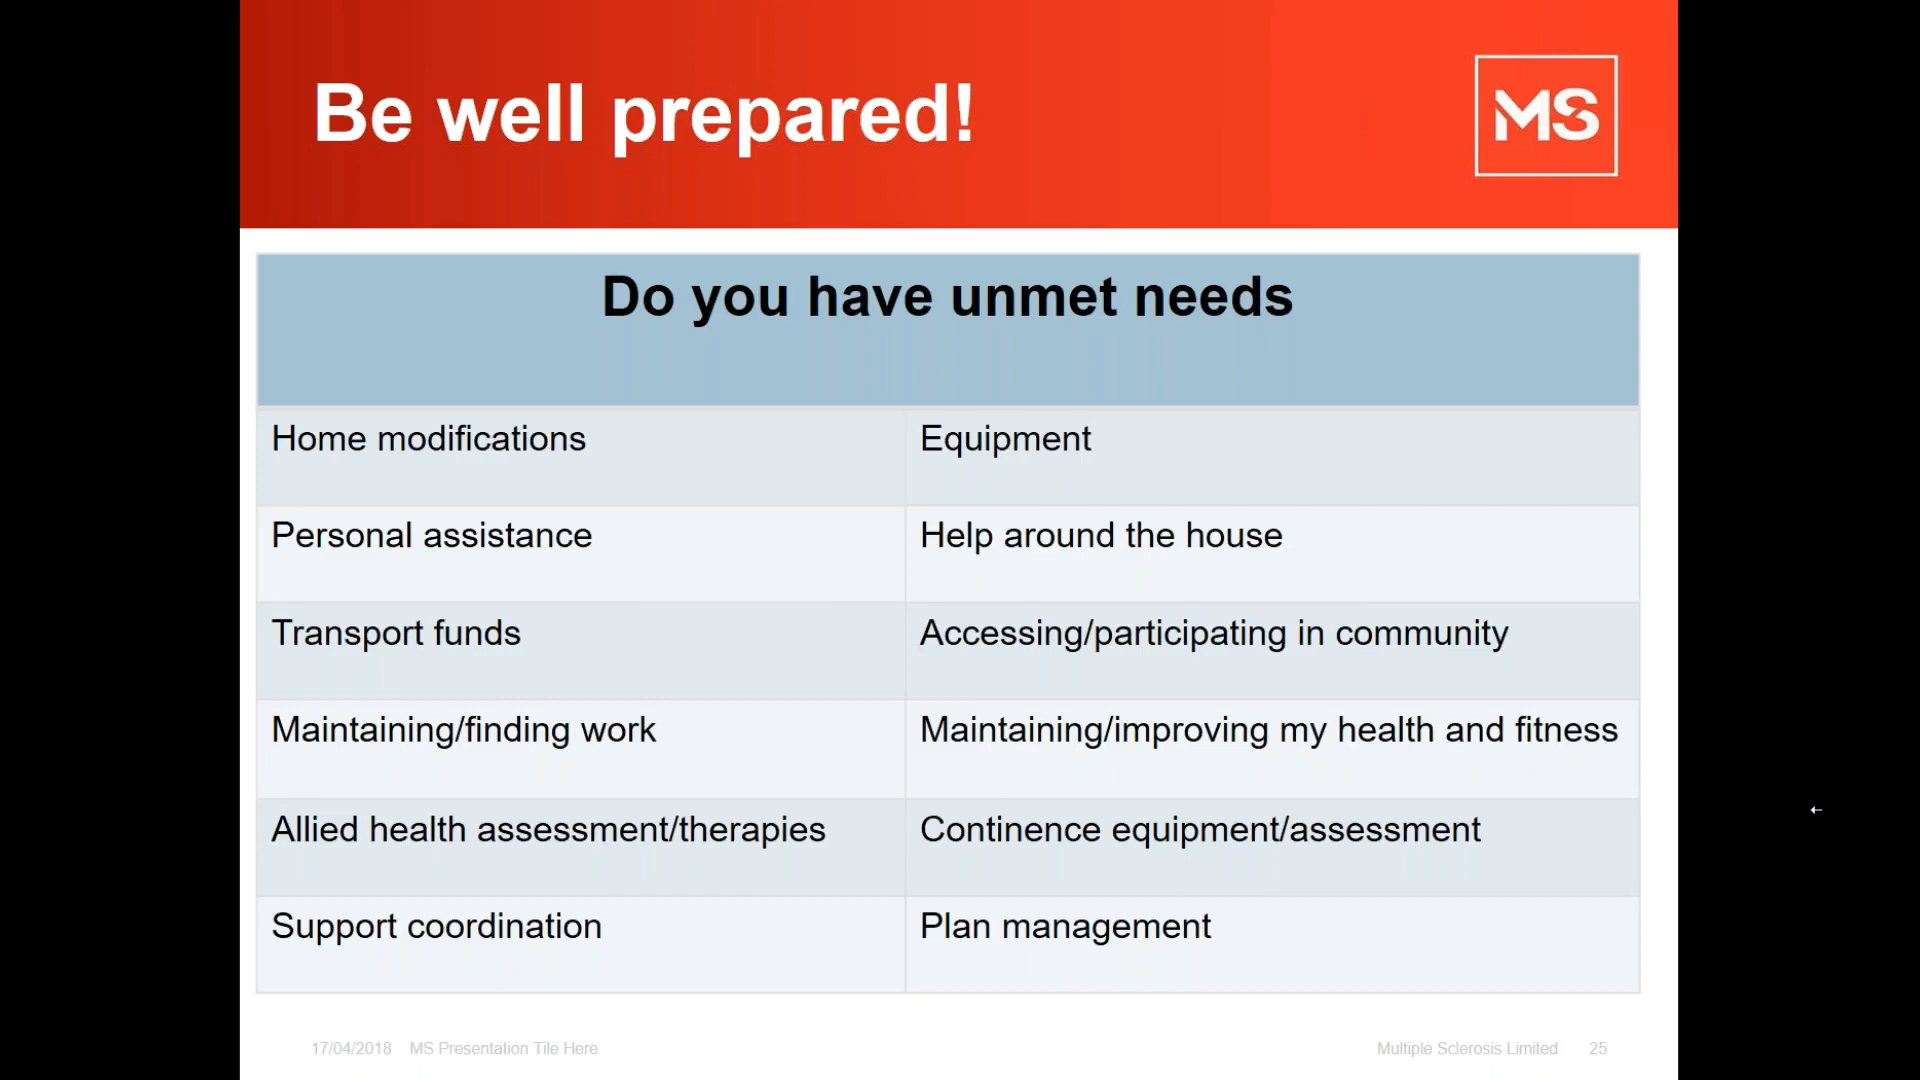 Be well prepared!
MS
Do you have unmet needs
Home modifications
Equipment
Personal assistance
Help around the house
Transport funds
Accessing/participating in community
Maintaining/finding work
Maintaining/improving my health and fitness
Allied health assessment/therapies
Continence equipment/assessment
Support coordination
Plan management
17/04/2018 MS Presentation Tile Here
Multiple Sclerosis Limited 25